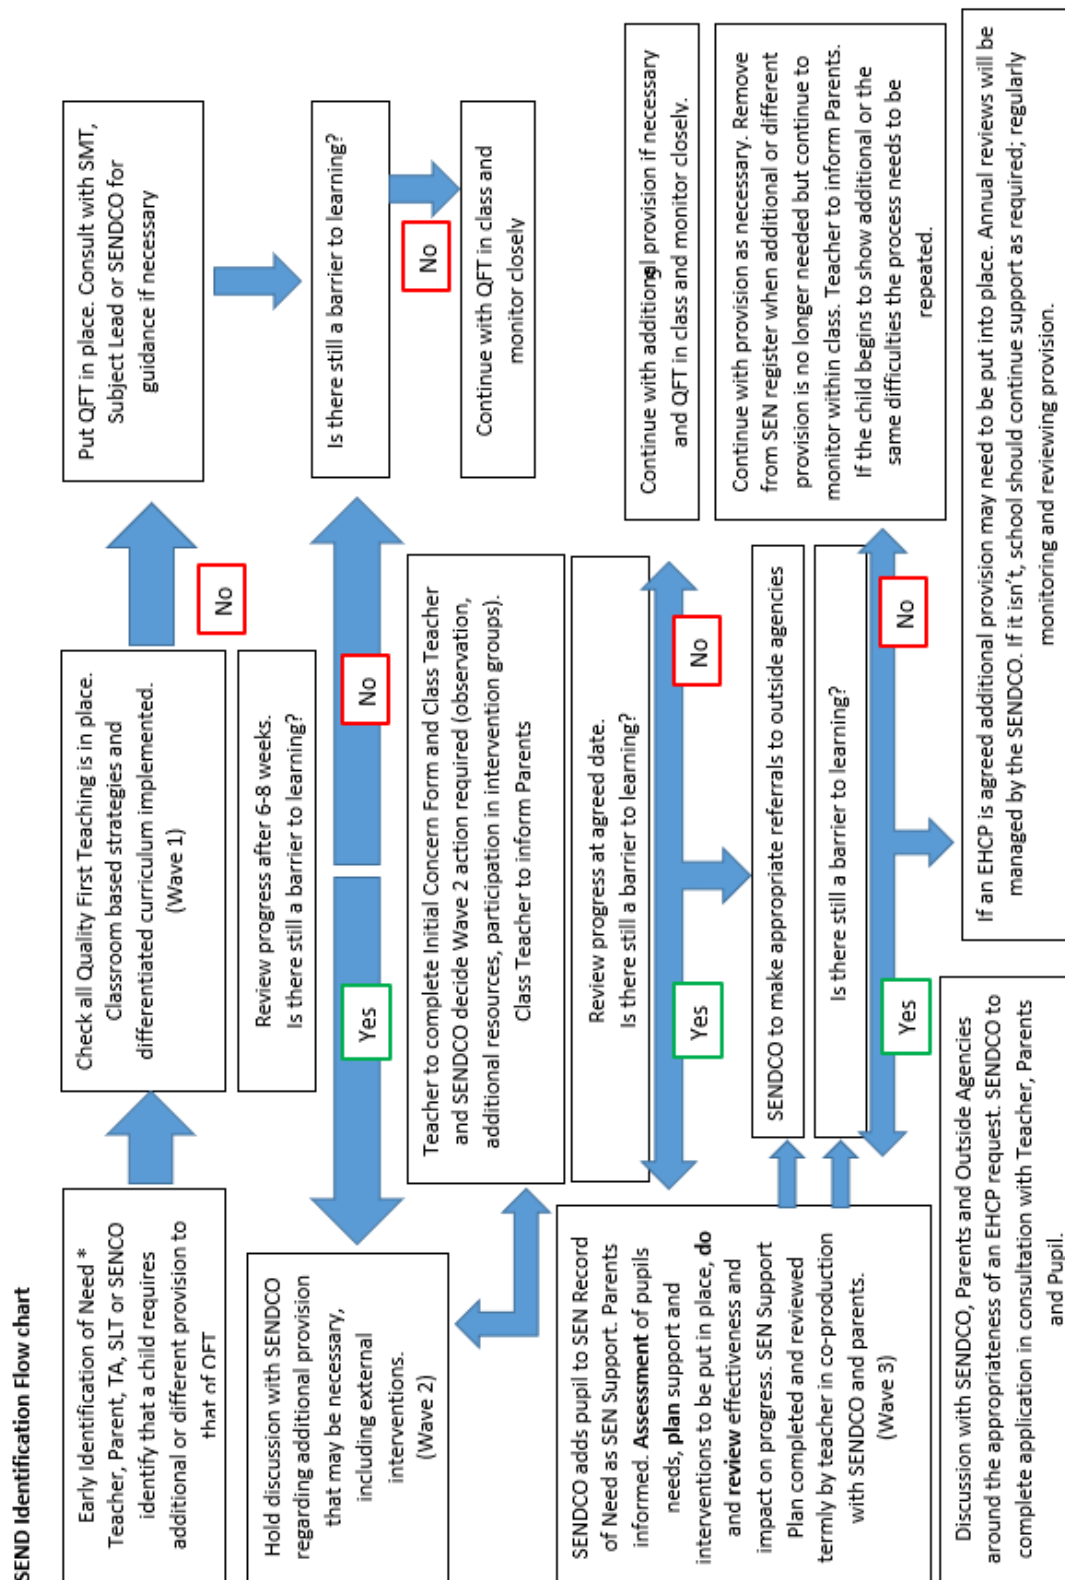 SEND Identification Flow chart
Early Identification of Need *
Teacher, Parent, TA, SLT or SENCO
identify that a child requires
additional or different provision to
that of QFT
Check all Quality First Teaching is in place.
Classroom based strategies and
differentiated curriculum implemented.
(Wave 1)
No
Put QFT in place. Consult with SMT,
Subject Lead or SENDCO for
guidance if necessary
Review progress after 6-8 weeks.
Is there still a barrier to learning?
Yes
No
Is there still a barrier to learning?
No
Continue with QFT in class and
monitor closely
Hold discussion with SENDCO
regarding additional provision
that may be necessary,
including external
interventions.
(Wave 2)
Teacher to complete Initial Concern Form and Class Teacher
and SENDCO decide Wave 2 action required (observation,
additional resources, participation in intervention groups).
Class Teacher to inform Parents
Review progress at agreed date.
Is there still a barrier to learning?
Yes
No
Continue with additional provision if necessary
and QFT in class and monitor closely.
SENDCO adds pupil to SEN Record
of Need as SEN Support. Parents
informed. Assessment of pupils
needs, plan support and
interventions to be put in place, do
and review effectiveness and
impact on progress. SEN Support
Plan completed and reviewed
termly by teacher in co-production
with SENDCO and parents.
(Wave 3)
SENDCO to make appropriate referrals to outside agencies
Is there still a barrier to learning?
Yes
No
Continue with provision as necessary. Remove
from SEN register when additional or different
provision is no longer needed but continue to
monitor within class. Teacher to inform Parents.
If the child begins to show additional or the
same difficulties the process needs to be
repeated.
Discussion with SENDCO, Parents and Outside Agencies
around the appropriateness of an EHCP request. SENDCO to
complete application in consultation with Teacher, Parents
and Pupil.
If an EHCP is agreed additional provision may need to be put into place. Annual reviews will be
managed by the SENDCO. If it isn't, school should continue support as required; regularly
monitoring and reviewing provision.